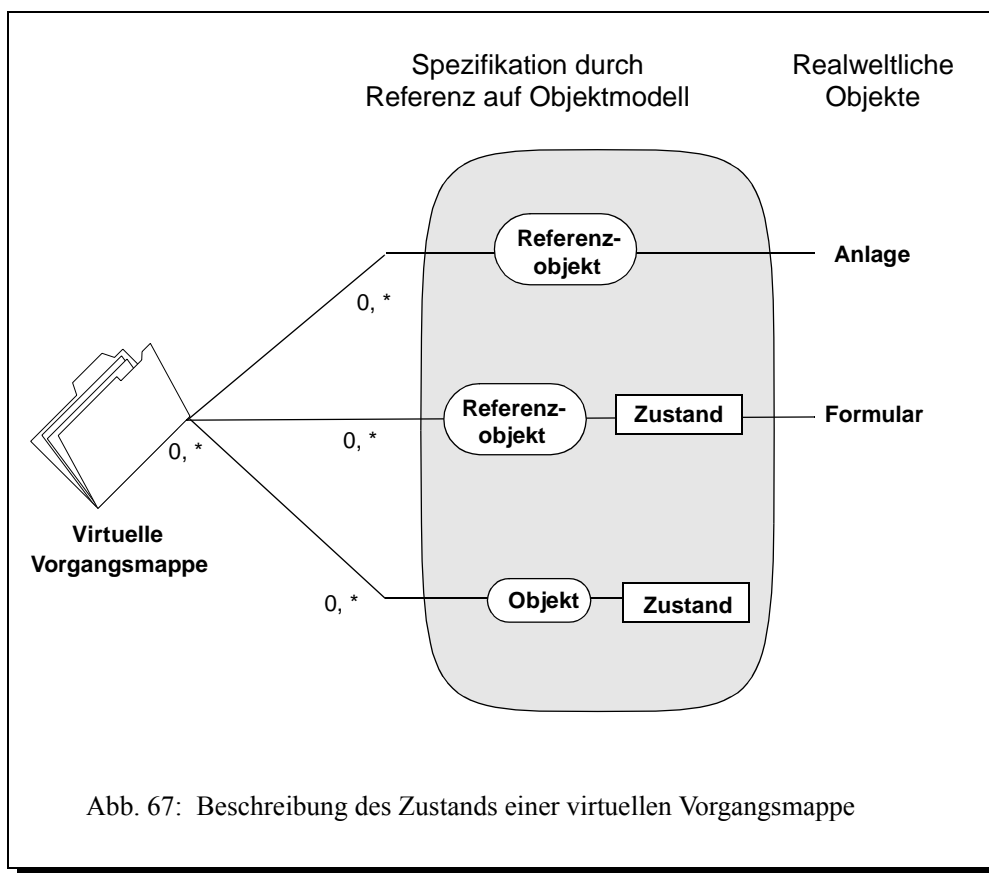 Spezifikation durch
Referenz auf Objektmodell
Realweltliche
Objekte
Referenz-
objekt
Anlage
0, *
Referenz-
objekt
Zustand
Formular
0, *
0, *
Virtuelle
Vorgangsmappe
0, *
Objekt
Zustand
Abb. 67: Beschreibung des Zustands einer virtuellen Vorgangsmappe